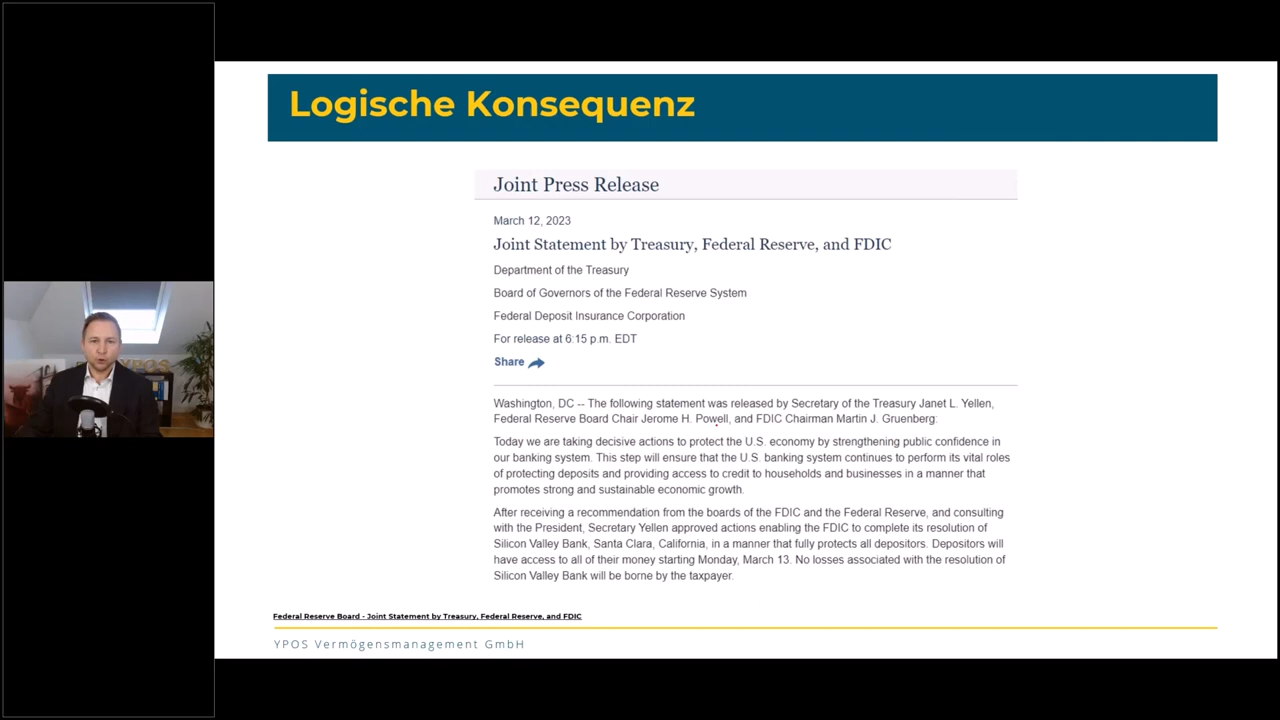 Logische Konsequenz
Joint Press Release
March 12, 2023
Joint Statement by Treasury, Federal Reserve, and FDIC
Department of the Treasury
Board of Governors of the Federal Reserve System
Federal Deposit Insurance Corporation
For release at 6:15 p.m. EDT
Share
Washington, DC -- The following statement was released by Secretary of the Treasury Janet L. Yellen,
Federal Reserve Board Chair Jerome H. Powell, and FDIC Chairman Martin J. Gruenberg:
Today we are taking decisive actions to protect the U.S. economy by strengthening public confidence in
our banking system. This step will ensure that the U.S. banking system continues to perform its vital roles
of protecting deposits and providing access to credit to households and businesses in a manner that
promotes strong and sustainable economic growth.
After receiving a recommendation from the boards of the FDIC and the Federal Reserve, and consulting
with the President, Secretary Yellen approved actions enabling the FDIC to complete its resolution of
Silicon Valley Bank, Santa Clara, California, in a manner that fully protects all depositors. Depositors will
have access to all of their money starting Monday, March 13. No losses associated with the resolution of
Silicon Valley Bank will be borne by the taxpayer.
Federal Reserve Board - Joint Statement by Treasury, Federal Reserve, and FDIC
YPOS Vermögensmanagement GmbH
YPOS